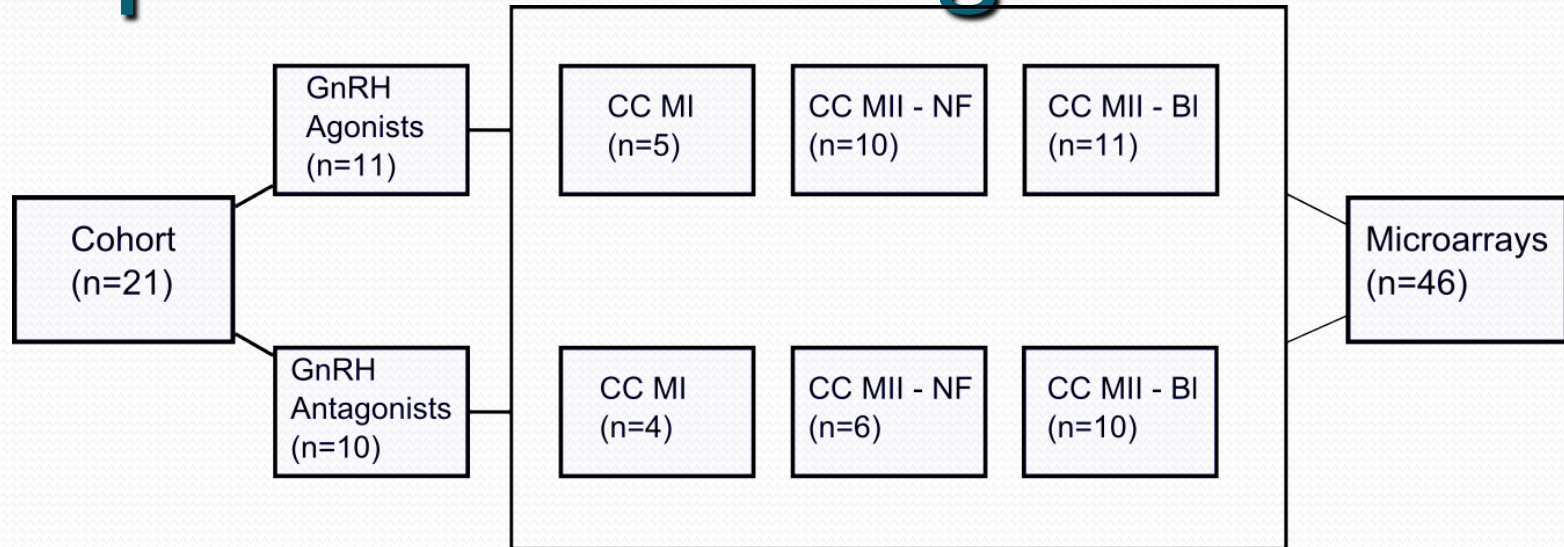 GnRH
Agonists
(n=11)
CC MI
(n=5)
CC MII - NF
(n=10)
CC MII - BI
(n=11)
Cohort
(n=21)
Microarrays
(n=46)
GnRH
Antagonists
(n=10)
CC MI
(n=4)
CC MII - NF
(n=6)
CC MII - BI
(n=10)